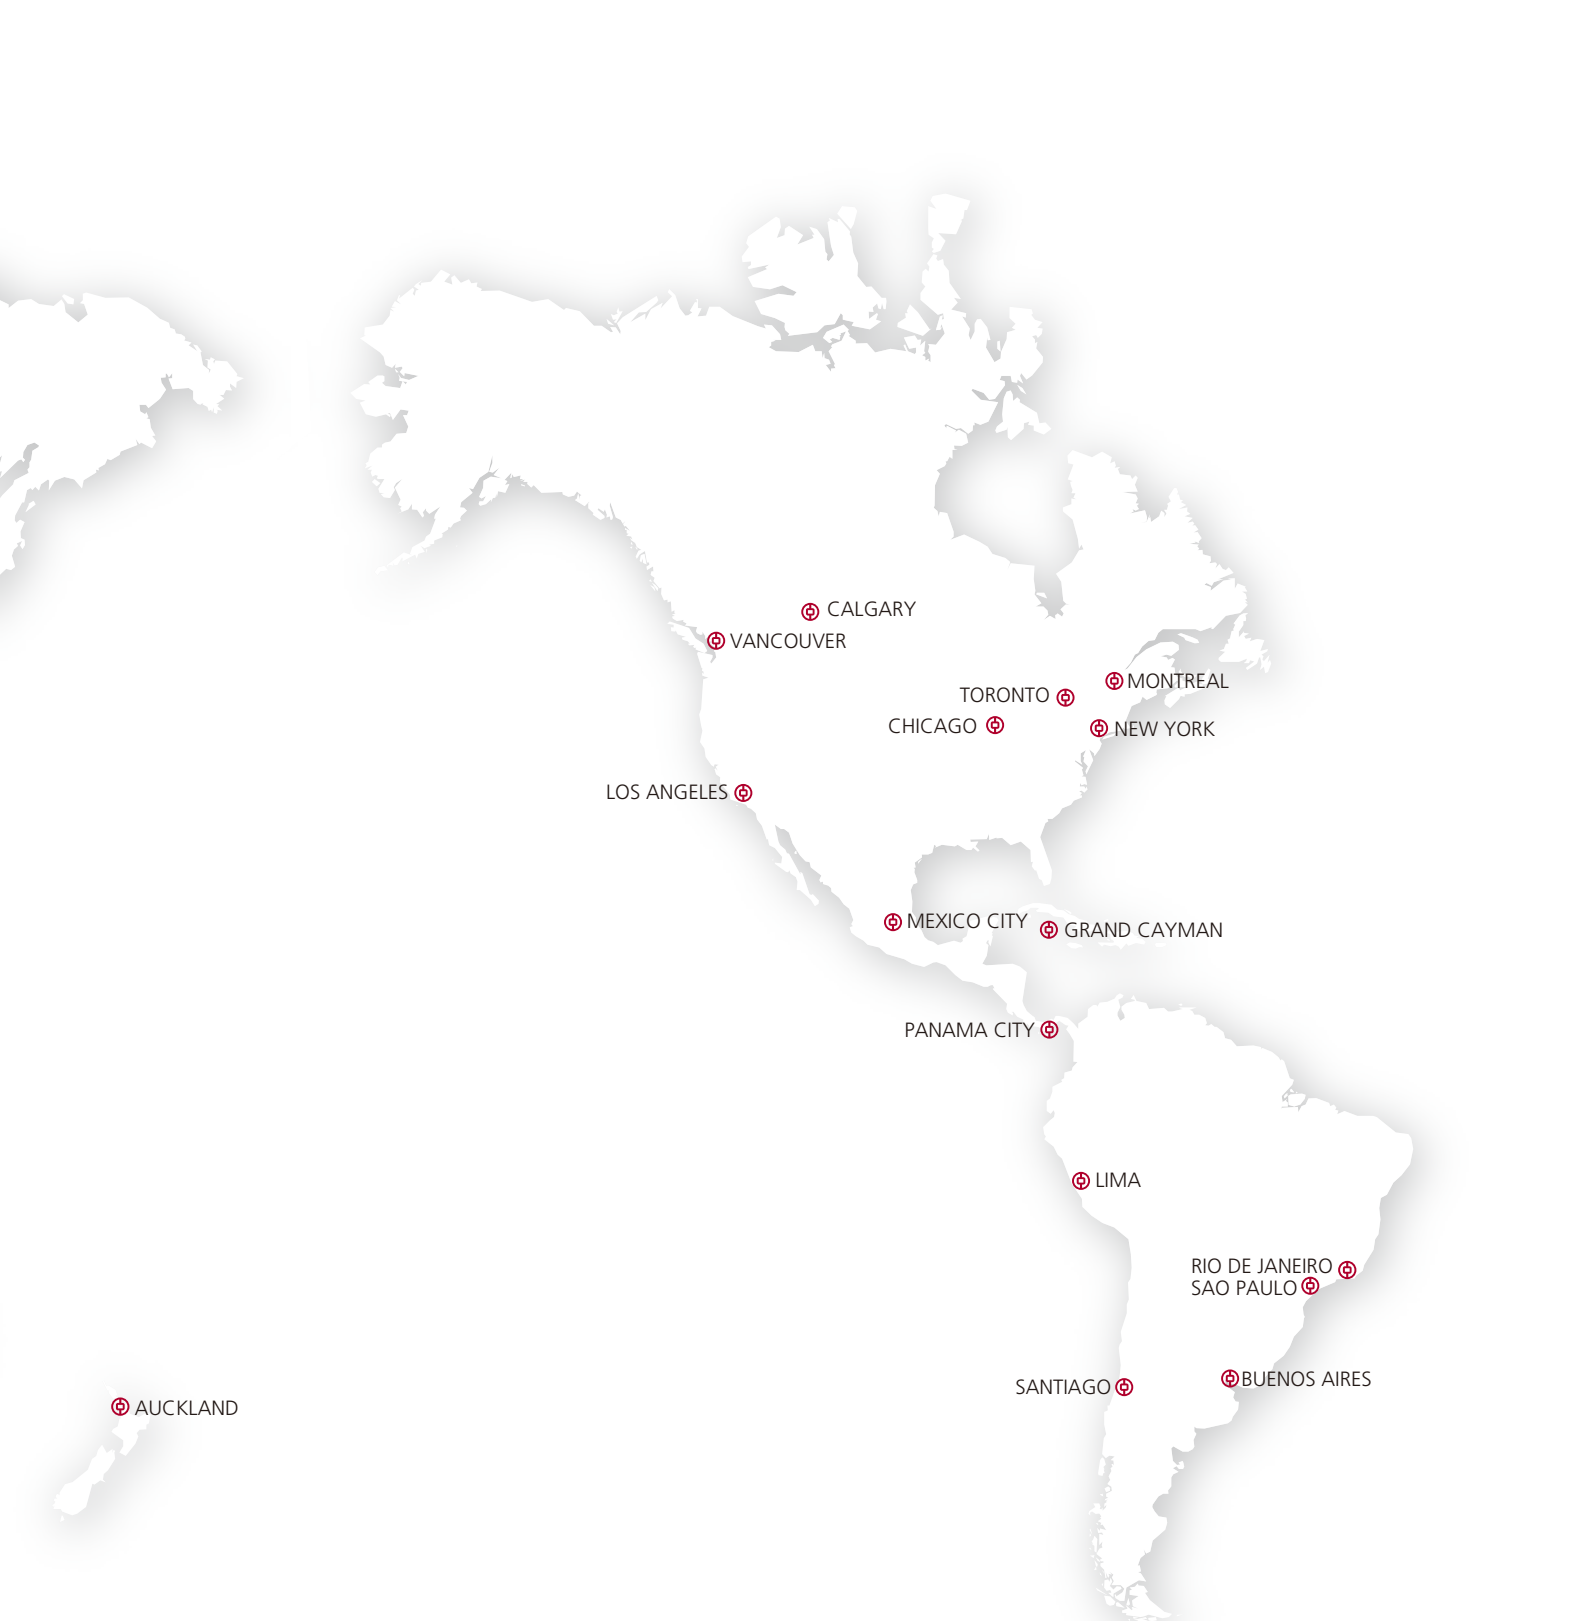 CALGARY
VANCOUVER
MONTREAL
TORONTO
CHICAGO
NEW YORK
LOS ANGELES
MEXICO CITY
GRAND CAYMAN
PANAMA CITY
LIMA
RIO DE JANEIRO
SAO PAULO
BUENOS AIRES
SANTIAGO
AUCKLAND